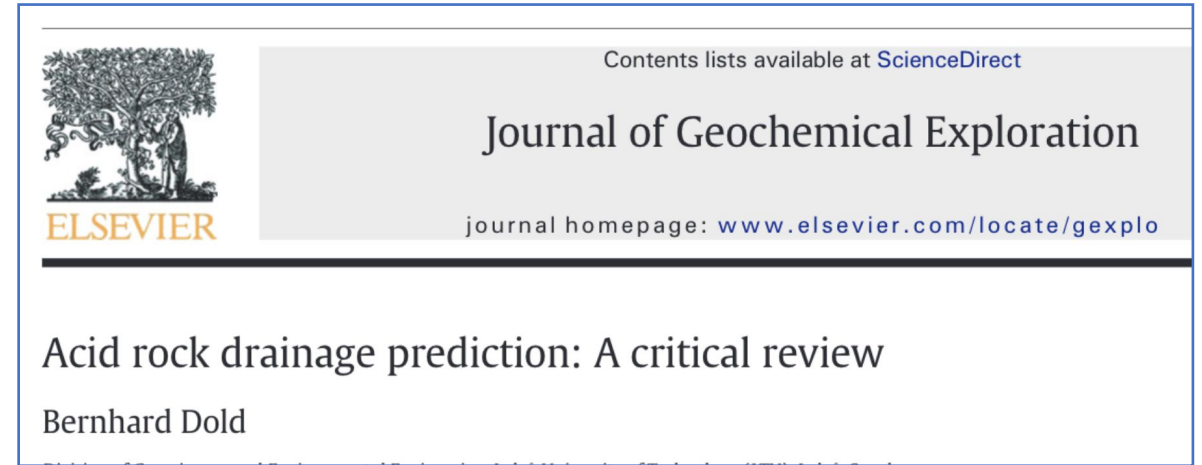 Contents lists available at ScienceDirect
Journal of Geochemical Exploration
ELSEVIER
journal homepage: www.elsevier.com/locate/gexplo
Acid rock drainage prediction: A critical review
Bernhard Dold